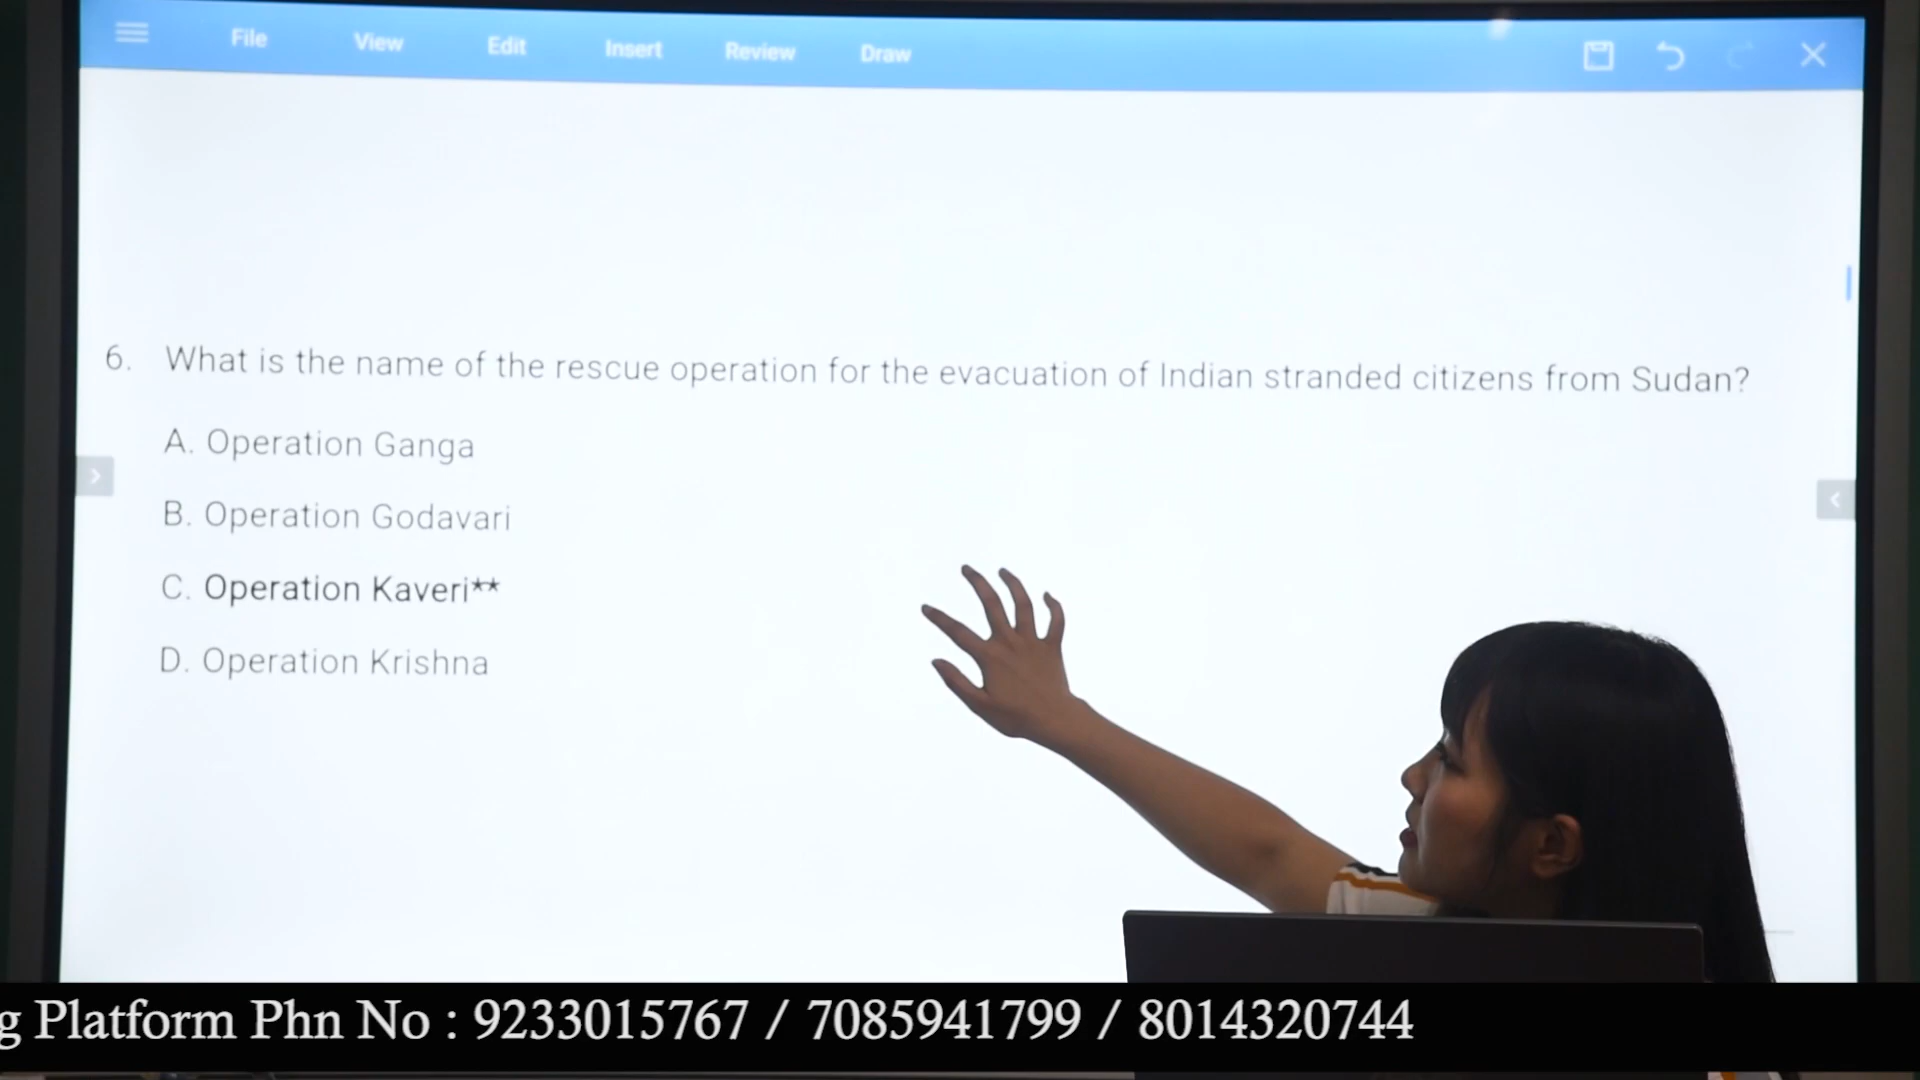 File View Edit Insert Review Draw
6. What is the name of the rescue operation for the evacuation of Indian stranded citizens from Sudan?
A. Operation Ganga
B. Operation Godavari
C. Operation Kaveri**
D. Operation Krishna
g Platform Phn No : 9233015767 / 7085941799 / 8014320744